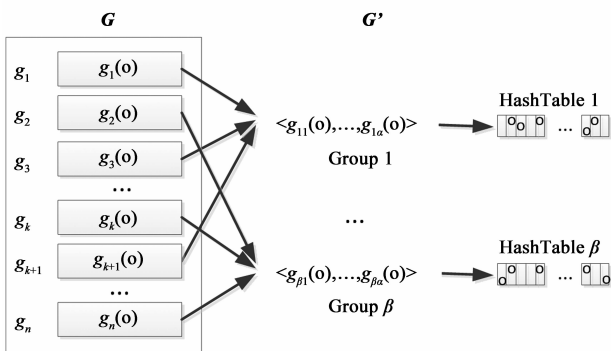 G G’
g1 g1(o)
g2 g2(o)
g3 g3(o)
...
gk gk(o)
gk+1 gk+1(o)
...
gn gn(o)
<g11(o),...,g1α(o)>
Group 1
...
<gβ1(o),...,gβα(o)>
Group β
HashTable 1
o o o o ... o o
HashTable β
o o o ... o o